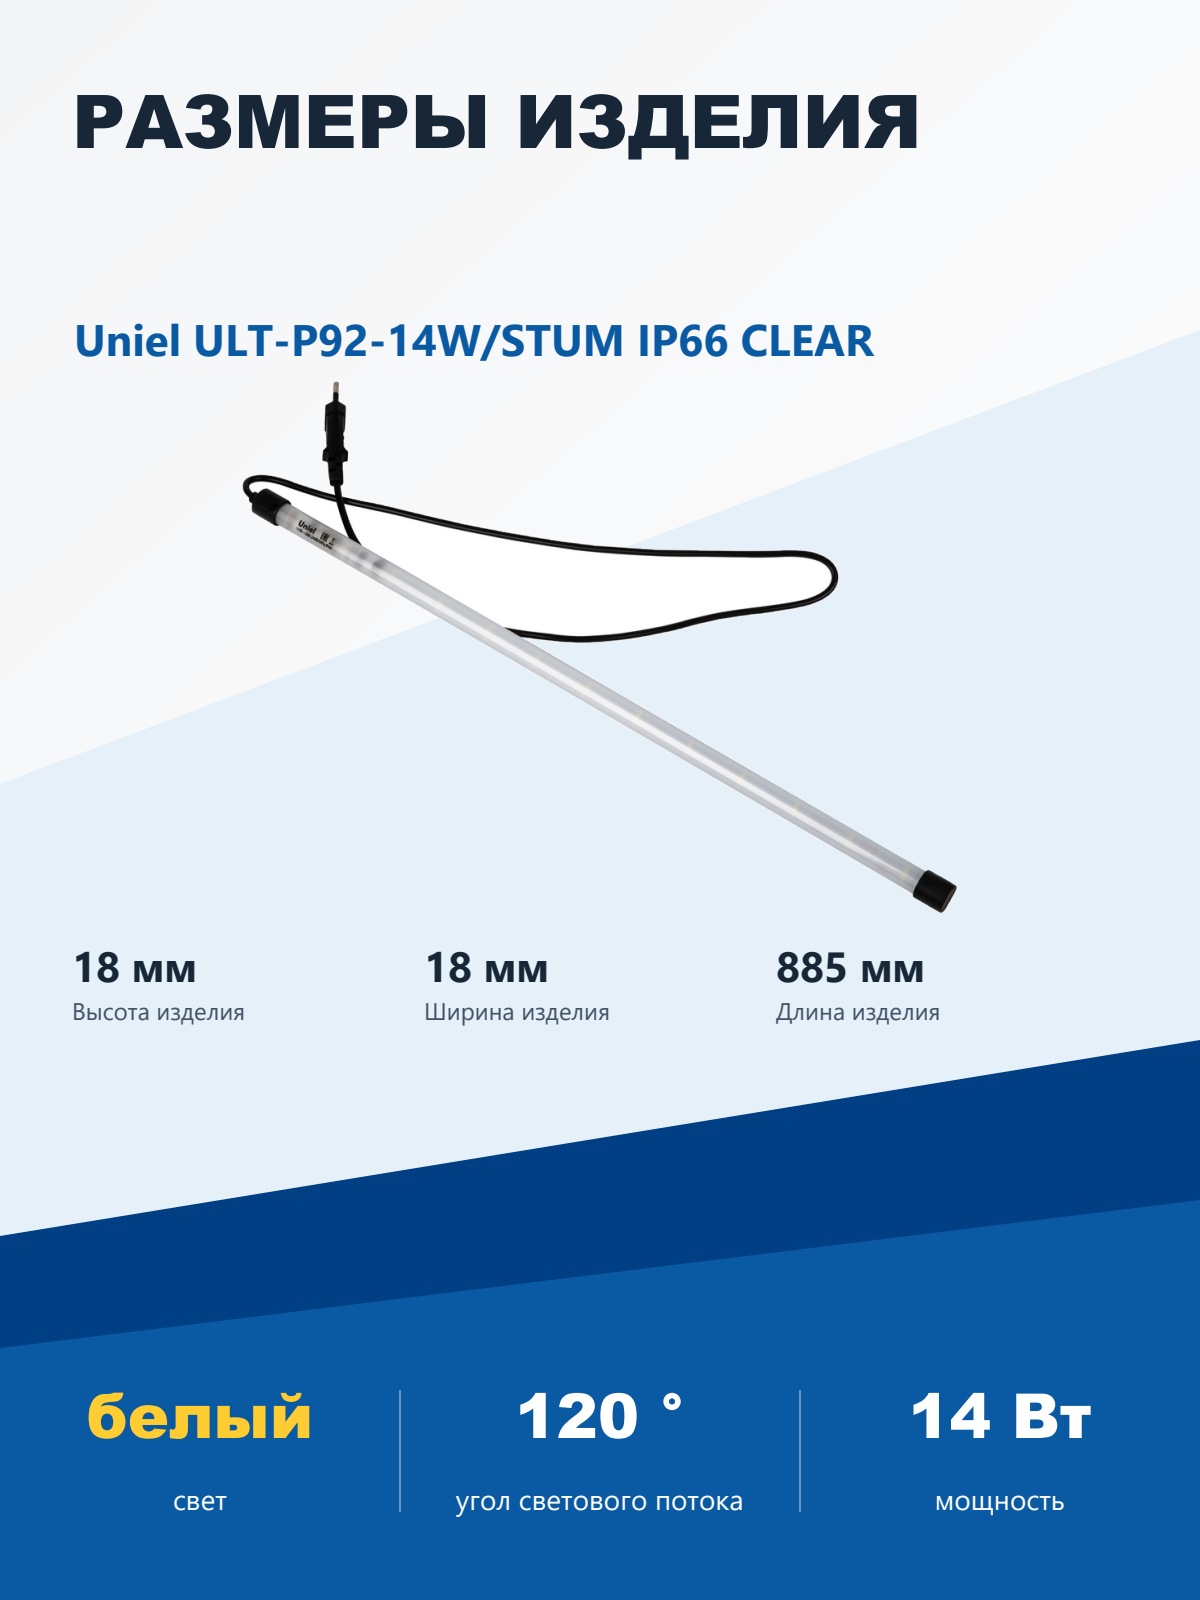 РАЗМЕРЫ ИЗДЕЛИЯ
Uniel ULT-P92-14W/STUM IP66 CLEAR
Uniel
18 мм
18 мм
885 мм
Высота изделия
Ширина изделия
Длина изделия
белый
120 °
14 Вт
свет
угол светового потока
мощность